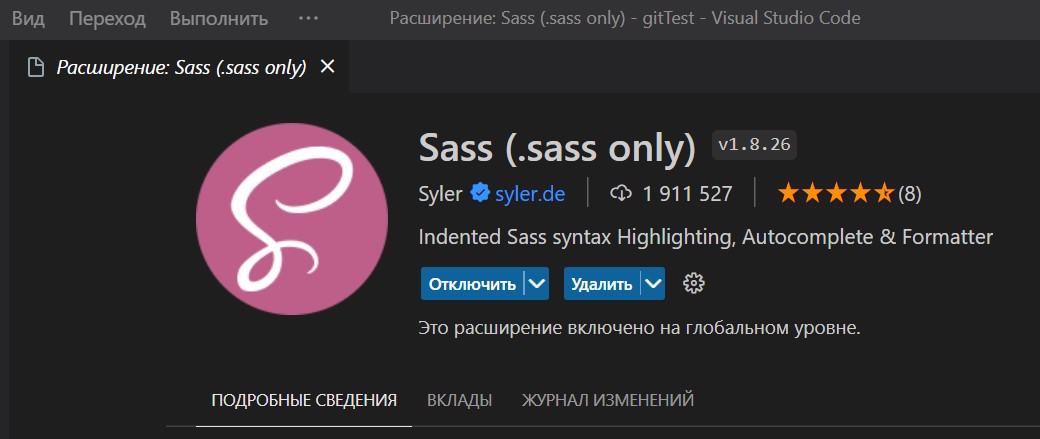 Вид Переход Выполнить ··· Расширение: Sass (.sass only) - gitTest - Visual Studio Code
Расширение: Sass (.sass only) ×
Sass (.sass only) v1.8.26
Syler syler.de 1 911 527 (8)
Indented Sass syntax Highlighting, Autocomplete & Formatter
Отключить Удалить
Это расширение включено на глобальном уровне.
ПОДРОБНЫЕ СВЕДЕНИЯ ВКЛАДЫ ЖУРНАЛ ИЗМЕНЕНИЙ